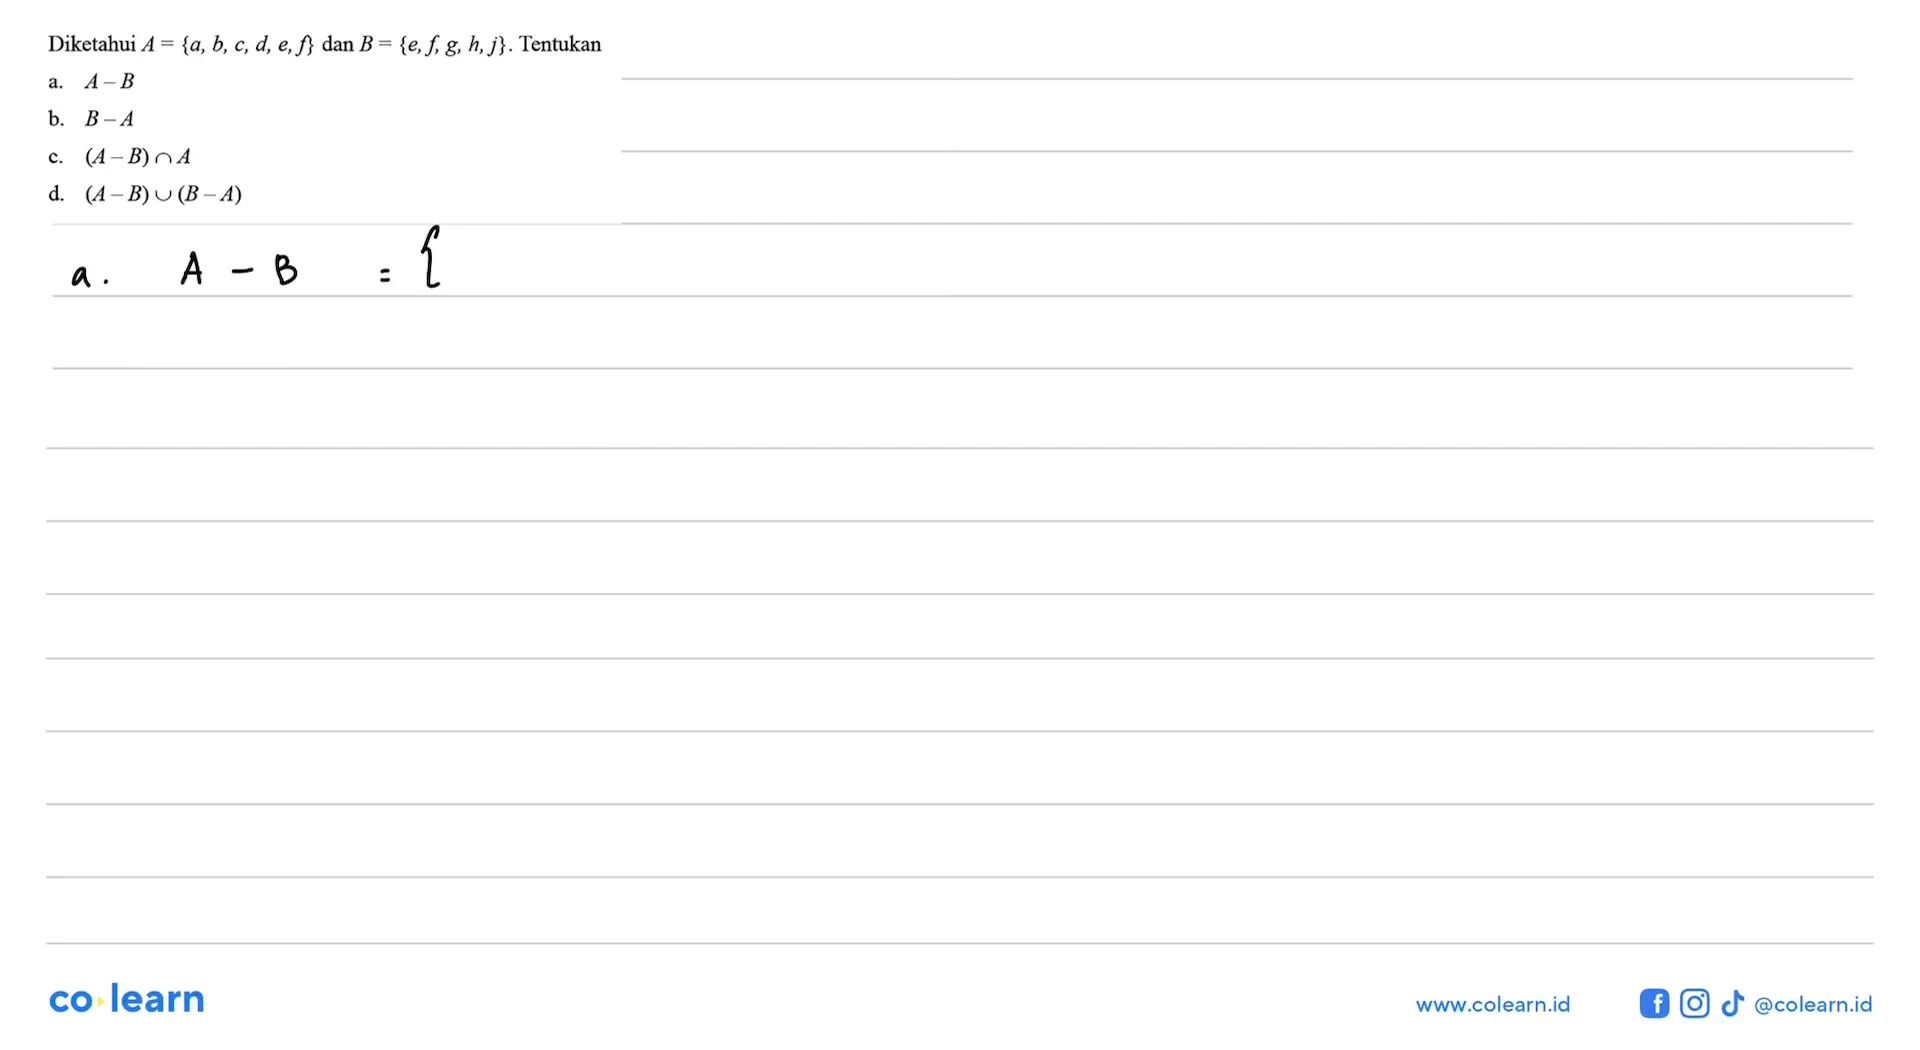 Diketahui A = {a, b, c, d, e, f} dan B = {e, f, g, h, j}. Tentukan
a. A – B
b. B – A
c. (A – B) ∩ A
d. (A – B) ∪ (B – A)
a. A - B = {
co learn
www.colearn.id @colearn.id